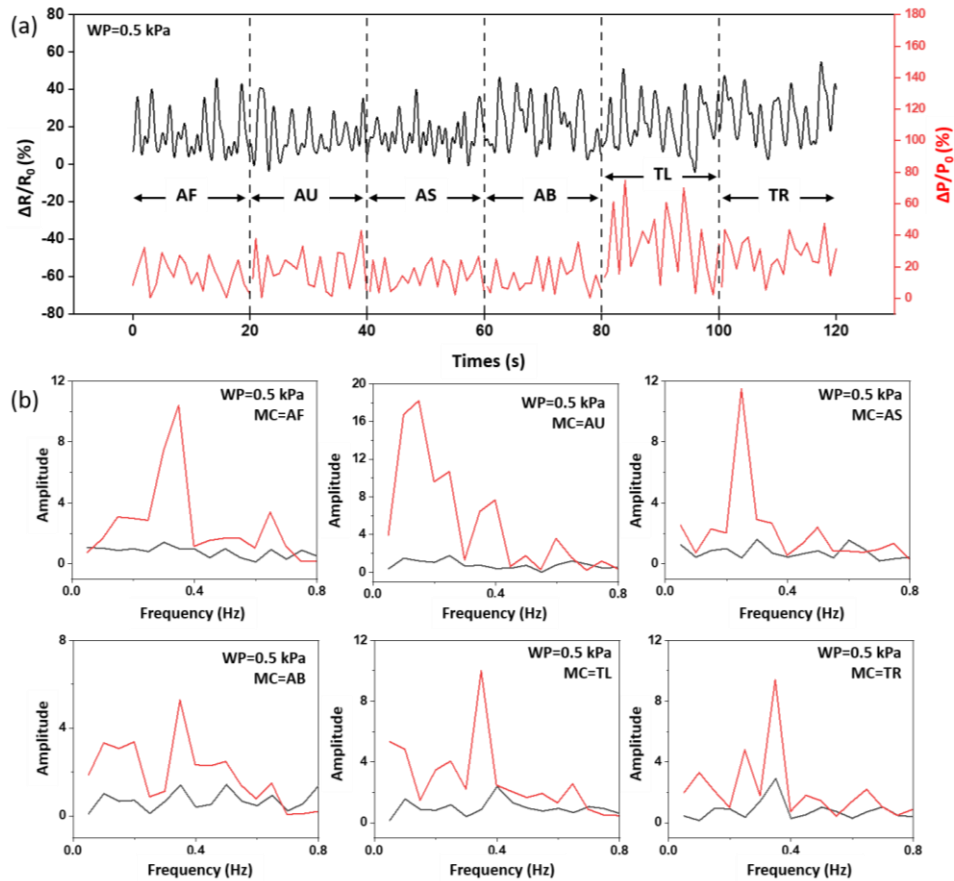 (a)
WP=0.5 kPa
80
60
40
20
0
-20
-40
-60
-80
ΔR/R₀ (%)
AF
AU
AS
AB
TL
TR
180
160
140
120
100
80
60
40
20
0
ΔP/P₀ (%)
0 20 40 60 80 100 120
Times (s)
(b)
WP=0.5 kPa
MC=AF
12
8
4
0
Amplitude
0.0 0.4 0.8
Frequency (Hz)
WP=0.5 kPa
MC=AU
20
16
12
8
4
0
Amplitude
0.0 0.4 0.8
Frequency (Hz)
WP=0.5 kPa
MC=AS
12
8
4
0
Amplitude
0.0 0.4 0.8
Frequency (Hz)
WP=0.5 kPa
MC=AB
8
4
0
Amplitude
0.0 0.4 0.8
Frequency (Hz)
WP=0.5 kPa
MC=TL
12
8
4
0
Amplitude
0.0 0.4 0.8
Frequency (Hz)
WP=0.5 kPa
MC=TR
12
8
4
0
Amplitude
0.0 0.4 0.8
Frequency (Hz)